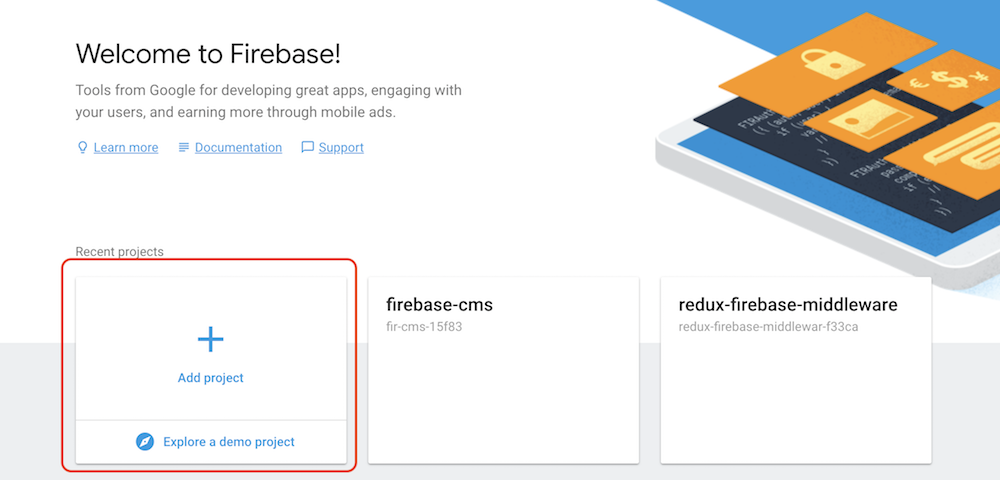 Welcome to Firebase!
Tools from Google for developing great apps, engaging with
your users, and earning more through mobile ads.
Learn more Documentation Support
Recent projects
Add project
Explore a demo project
firebase-cms
fir-cms-15f83
redux-firebase-middleware
redux-firebase-middlewar-f33ca